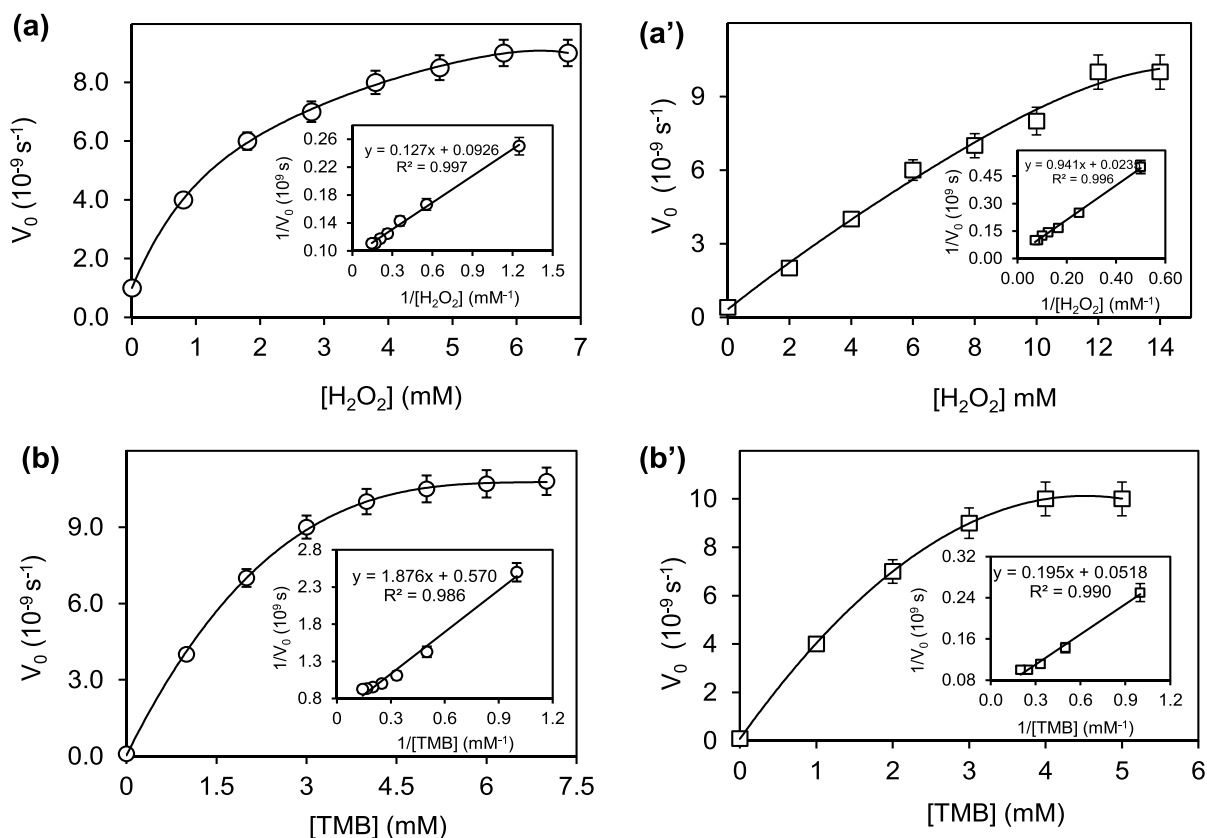 (a)
V₀ (10⁻⁹ s⁻¹)
8.0
6.0
4.0
2.0
0.0
0 1 2 3 4 5 6 7
[H₂O₂] (mM)
y = 0.127x + 0.0926
R² = 0.997
1/V₀ (10⁹ s)
0.26
0.22
0.18
0.14
0.10
0 0.3 0.6 0.9 1.2 1.5
1/[H₂O₂] (mM⁻¹)
(a')
V₀ (10⁻⁹ s⁻¹)
9
6
3
0
0 2 4 6 8 10 12 14
[H₂O₂] mM
y = 0.941x + 0.023
R² = 0.996
1/V₀ (10⁹ s)
0.45
0.30
0.15
0.00
0.00 0.20 0.40 0.60
1/[H₂O₂] (mM⁻¹)
(b)
V₀ (10⁻⁹ s⁻¹)
9.0
6.0
3.0
0.0
0 1.5 3 4.5 6 7.5
[TMB] (mM)
y = 1.876x + 0.570
R² = 0.986
1/V₀ (10⁹ s)
2.8
2.3
1.8
1.3
0.8
0 0.3 0.6 0.9 1.2
1/[TMB] (mM⁻¹)
(b')
V₀ (10⁻⁹ s⁻¹)
10
8
6
4
2
0
0 1 2 3 4 5 6
[TMB] (mM)
y = 0.195x + 0.0518
R² = 0.990
1/V₀ (10⁹ s)
0.32
0.24
0.16
0.08
0.0 0.3 0.6 0.9 1.2
1/[TMB] (mM⁻¹)